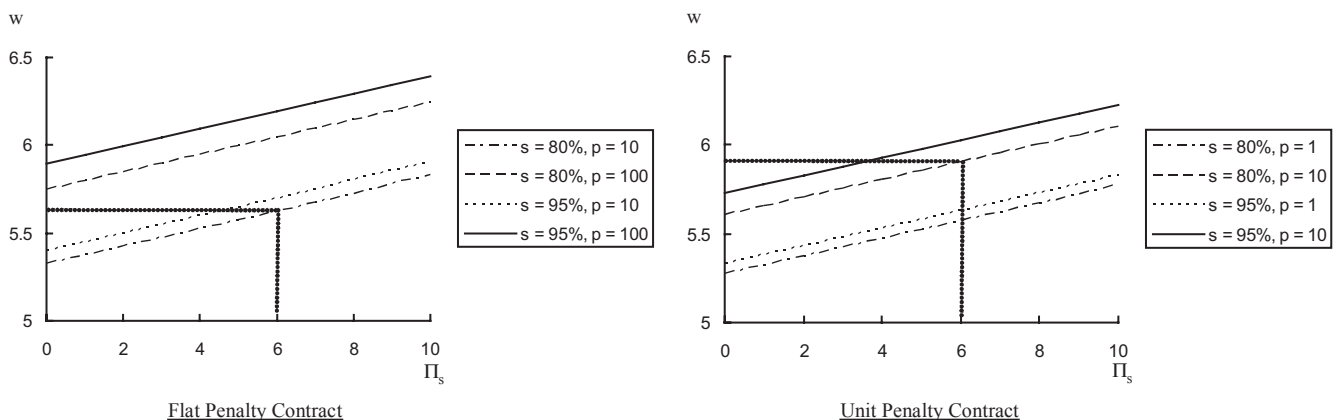 w
6.5
6
5.5
5
0 2 4 6 8 10
Πs
s = 80%, p = 10
s = 80%, p = 100
s = 95%, p = 10
s = 95%, p = 100
Flat Penalty Contract
w
6.5
6
5.5
5
0 2 4 6 8 10
Πs
s = 80%, p = 1
s = 80%, p = 10
s = 95%, p = 1
s = 95%, p = 10
Unit Penalty Contract